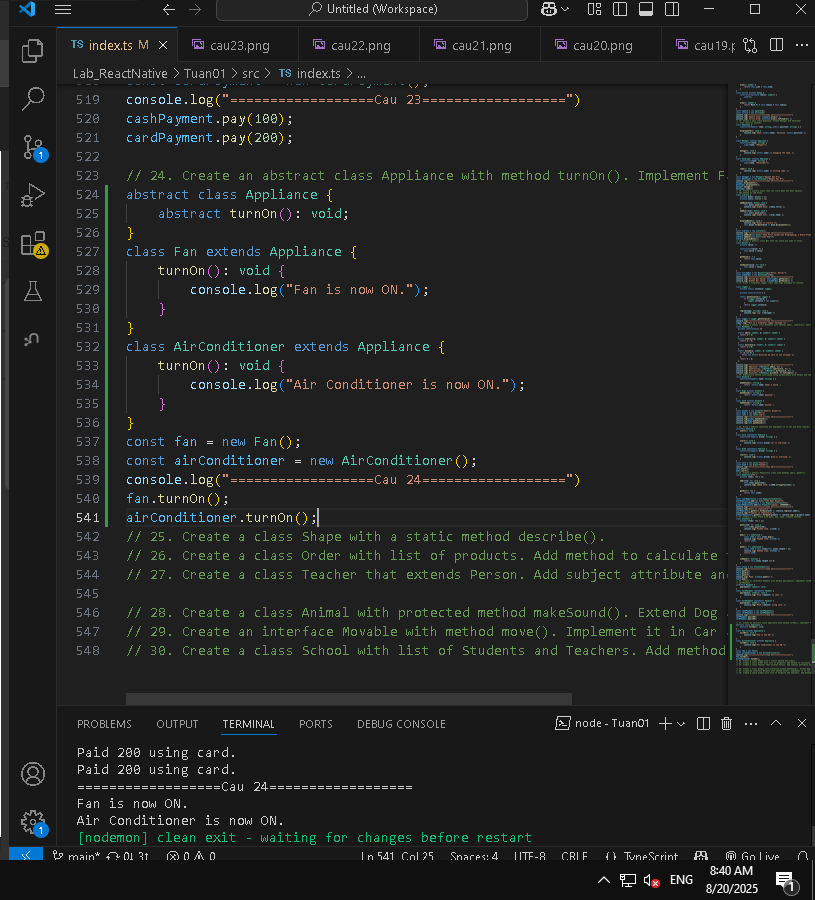 Untitled (Workspace)
TS index.ts M
cau23.png
cau22.png
cau21.png
cau20.png
cau19.p
Lab_ReactNative > Tuan01 > src > TS index.ts > ...
519 console.log("==================Cau 23==================")
520 cashPayment.pay(100);
521 cardPayment.pay(200);
522
523 // 24. Create an abstract class Appliance with method turnOn(). Implement Fa
524 abstract class Appliance {
525 abstract turnOn(): void;
526 }
527 class Fan extends Appliance {
528 turnOn(): void {
529 console.log("Fan is now ON.");
530 }
531 }
532 class AirConditioner extends Appliance {
533 turnOn(): void {
534 console.log("Air Conditioner is now ON.");
535 }
536 }
537 const fan = new Fan();
538 const airConditioner = new AirConditioner();
539 console.log("==================Cau 24==================")
540 fan.turnOn();
541 airConditioner.turnOn();
542 // 25. Create a class Shape with a static method describe().
543 // 26. Create a class Order with list of products. Add method to calculate
544 // 27. Create a class Teacher that extends Person. Add subject attribute an
545
546 // 28. Create a class Animal with protected method makeSound(). Extend Dog
547 // 29. Create an interface Movable with method move(). Implement it in Car
548 // 30. Create a class School with list of Students and Teachers. Add method
PROBLEMS OUTPUT TERMINAL PORTS DEBUG CONSOLE
node - Tuan01
Paid 200 using card.
Paid 200 using card.
==================Cau 24==================
Fan is now ON.
Air Conditioner is now ON.
[nodemon] clean exit - waiting for changes before restart
main* 0↓ 3↑ 0 0 Ln 541, Col 25 Spaces: 4 UTF-8 CRLF {} TypeScript Go Live
ENG
8:40 AM
8/20/2025
1